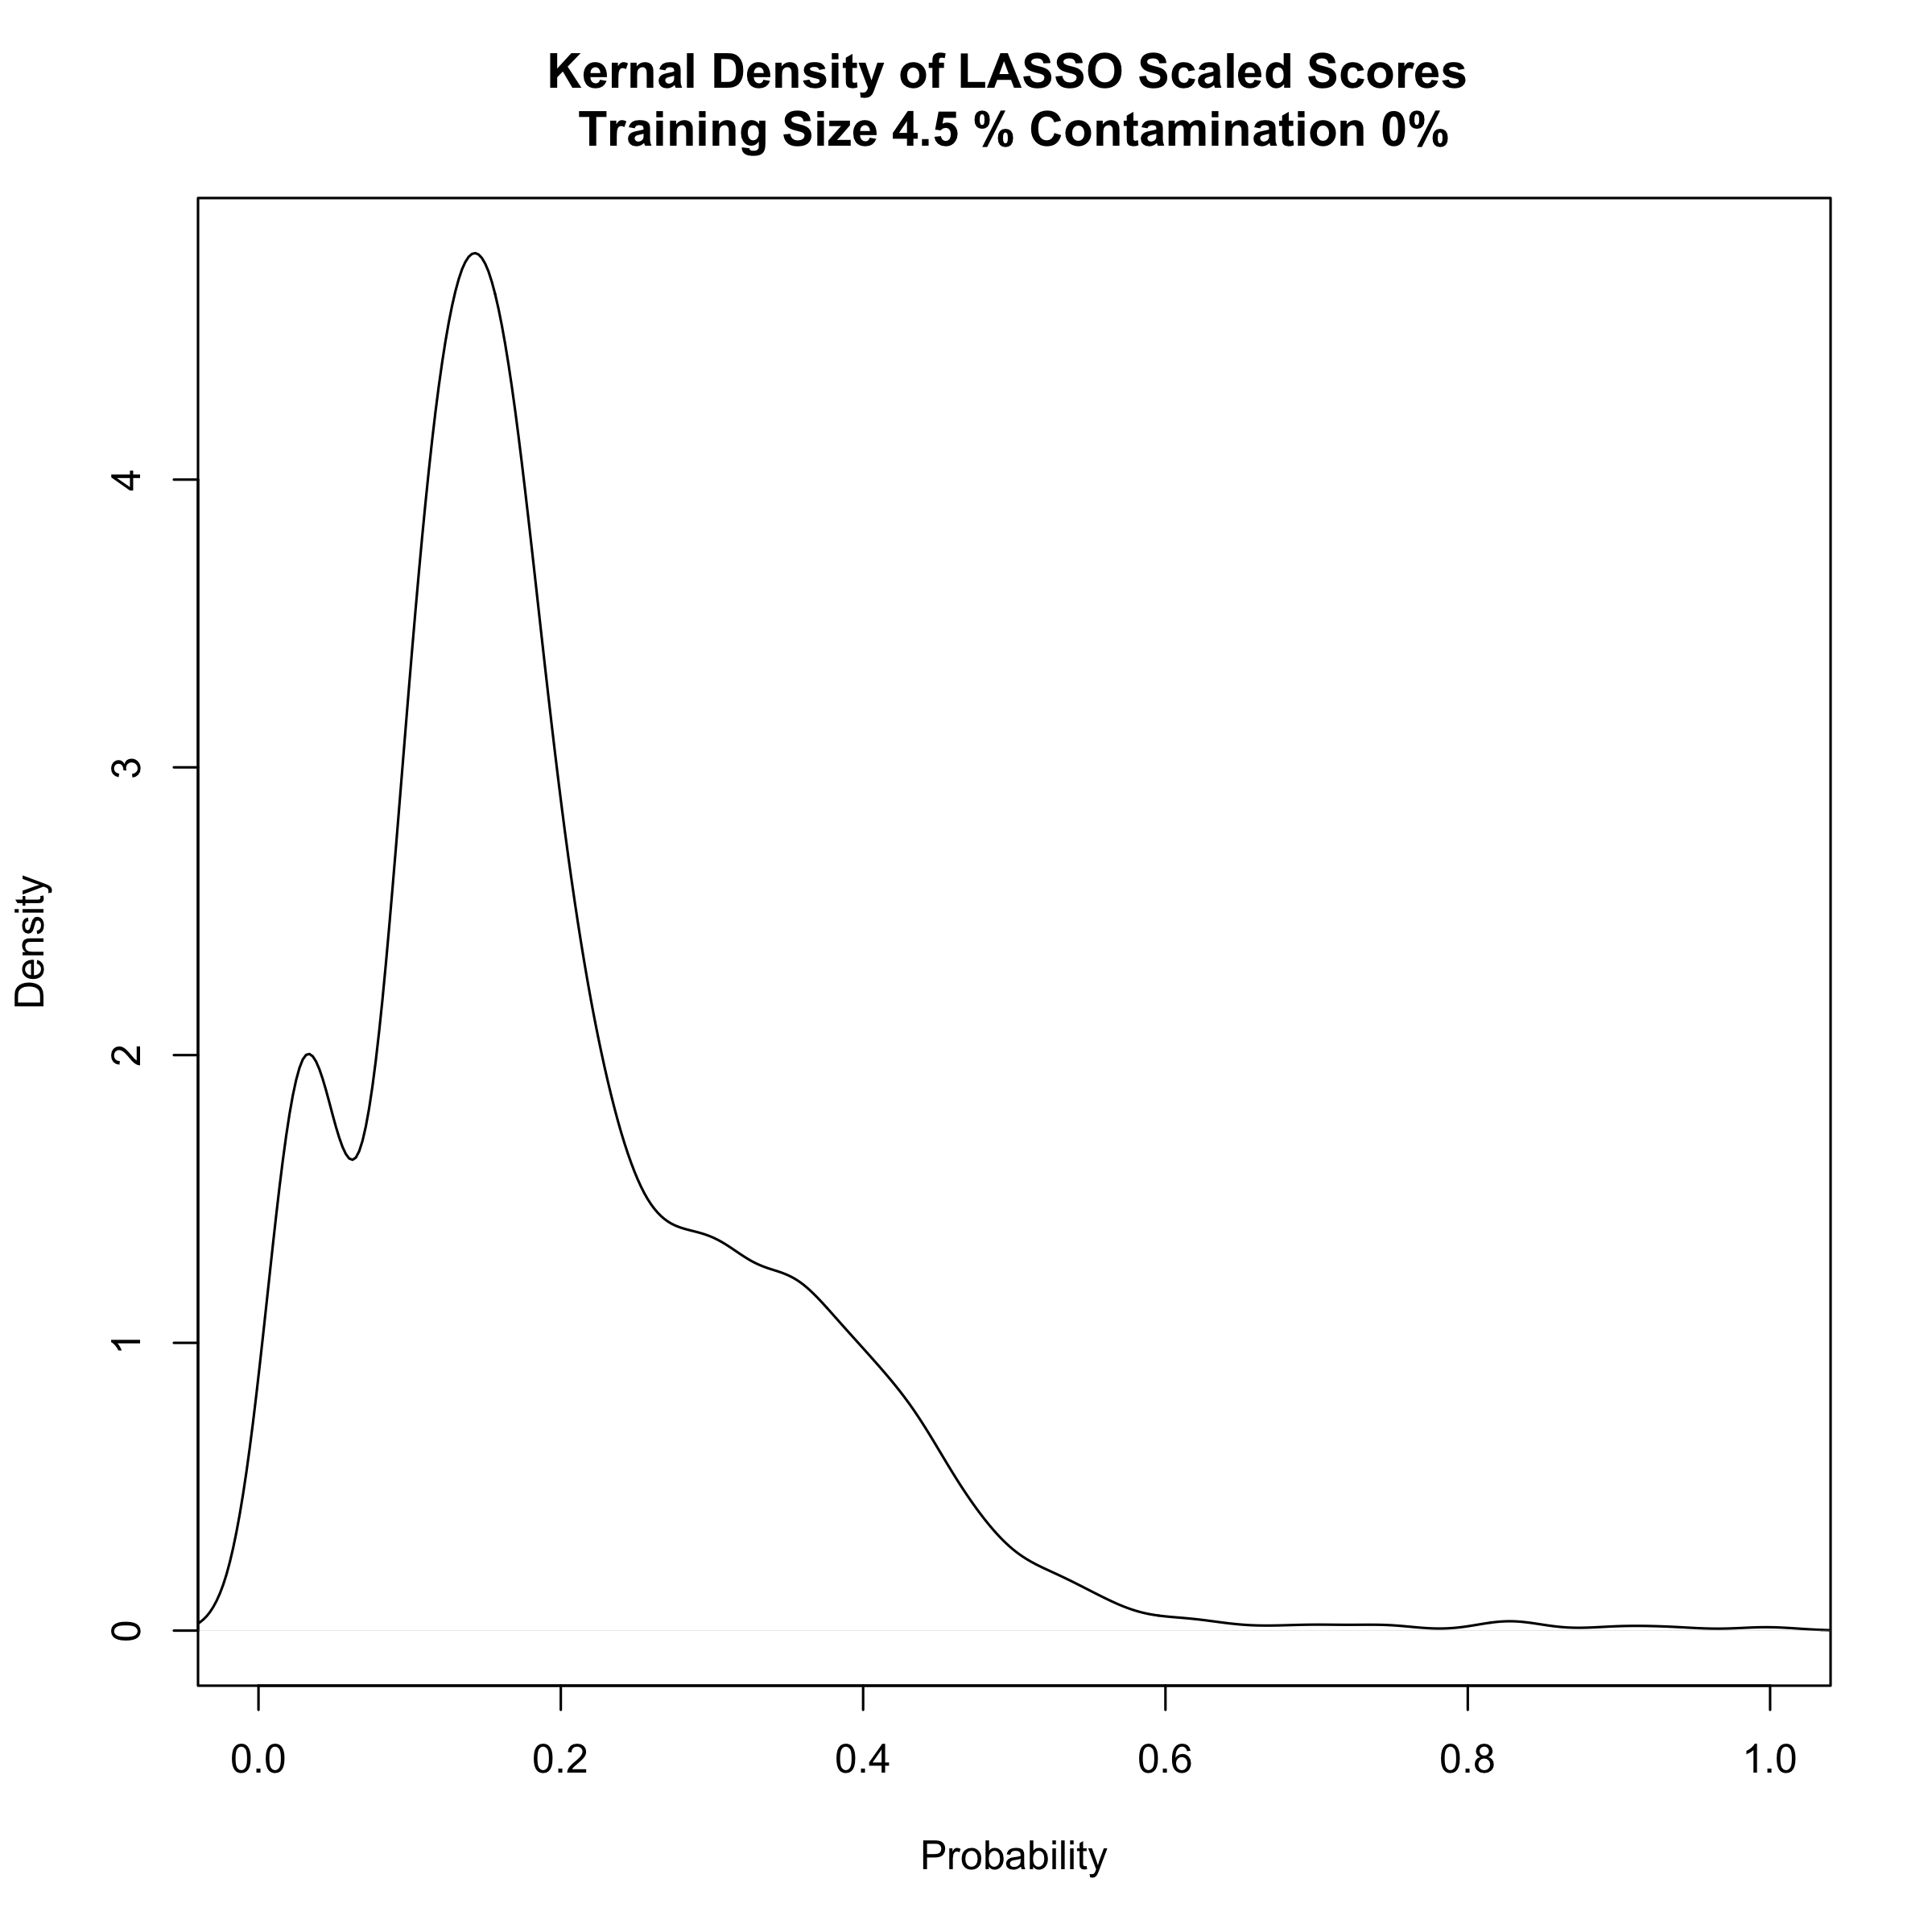 Kernal Density of LASSO Scaled Scores
Training Size 4.5 % Contamination 0%
Density
4
3
2
1
0
0.0 0.2 0.4 0.6 0.8 1.0
Probability